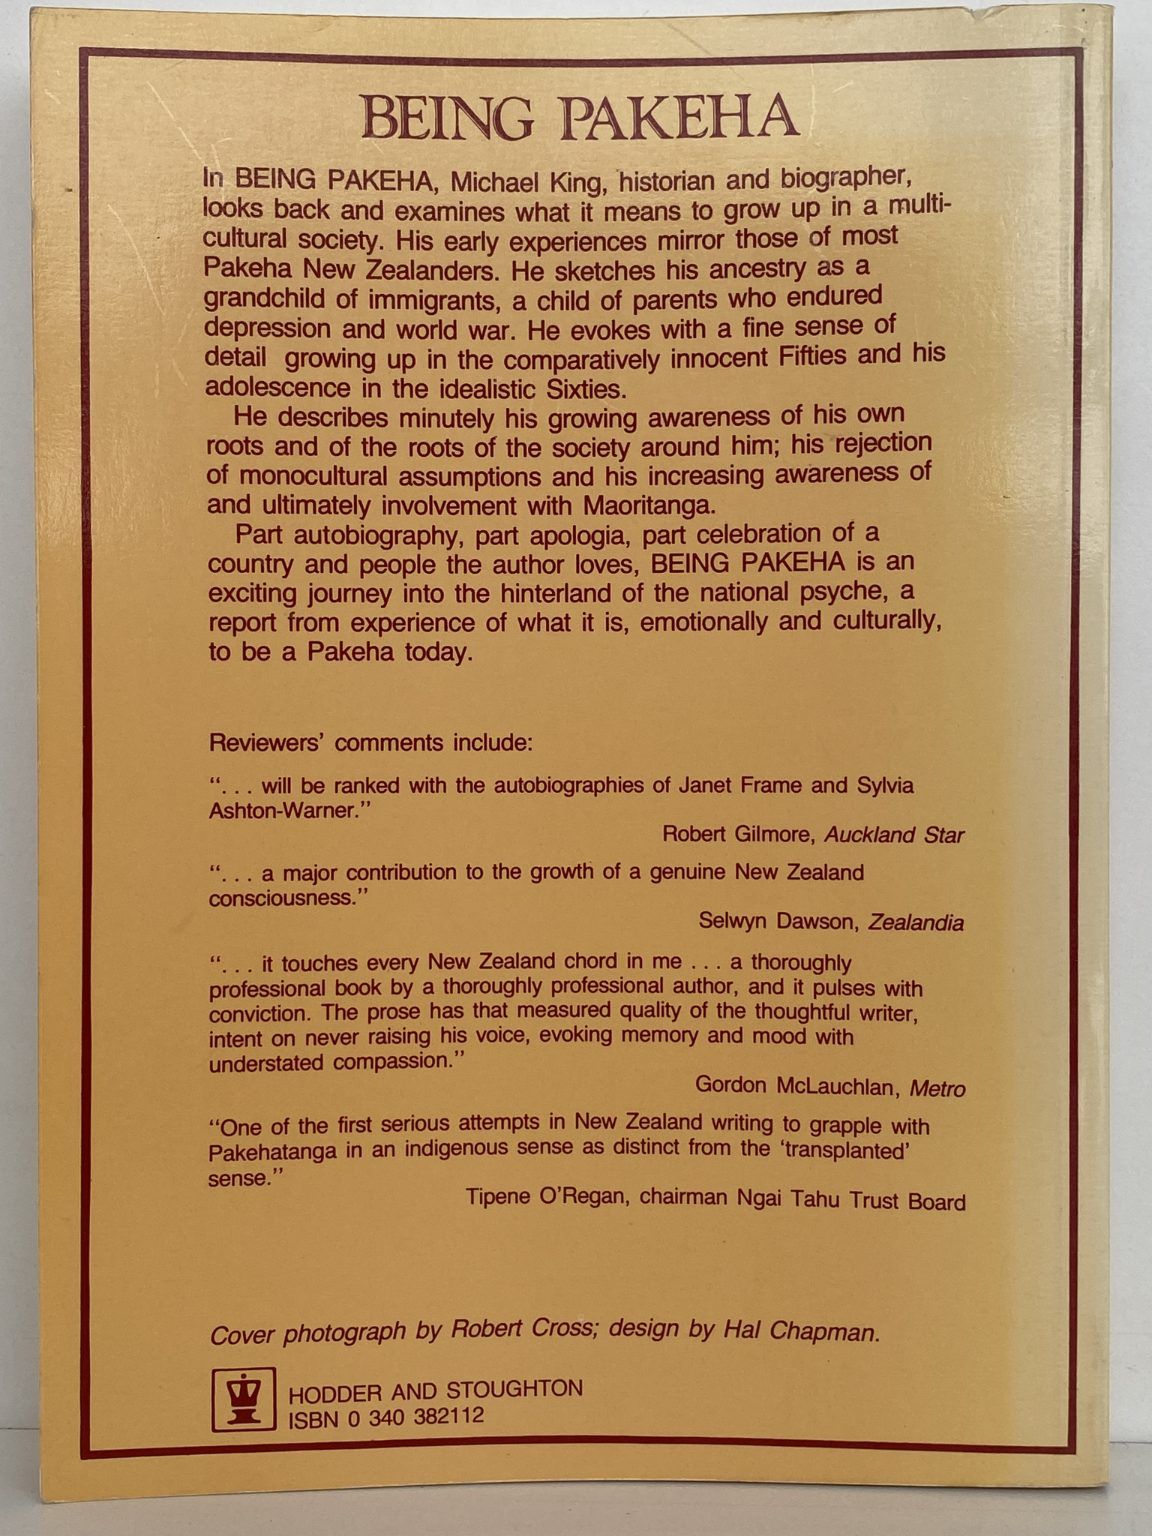 BEING PAKEHA
In BEING PAKEHA, Michael King, historian and biographer,
looks back and examines what it means to grow up in a multi-
cultural society. His early experiences mirror those of most
Pakeha New Zealanders. He sketches his ancestry as a
grandchild of immigrants, a child of parents who endured
depression and world war. He evokes with a fine sense of
detail growing up in the comparatively innocent Fifties and his
adolescence in the idealistic Sixties.
He describes minutely his growing awareness of his own
roots and of the roots of the society around him; his rejection
of monocultural assumptions and his increasing awareness of
and ultimately involvement with Maoritanga.
Part autobiography, part apologia, part celebration of a
country and people the author loves, BEING PAKEHA is an
exciting journey into the hinterland of the national psyche, a
report from experience of what it is, emotionally and culturally,
to be a Pakeha today.
Reviewers' comments include:
". . . will be ranked with the autobiographies of Janet Frame and Sylvia
Ashton-Warner."
Robert Gilmore, Auckland Star
". . . a major contribution to the growth of a genuine New Zealand
consciousness."
Selwyn Dawson, Zealandia
". . . it touches every New Zealand chord in me . . . a thoroughly
professional book by a thoroughly professional author, and it pulses with
conviction. The prose has that measured quality of the thoughtful writer,
intent on never raising his voice, evoking memory and mood with
understated compassion."
Gordon McLauchlan, Metro
"One of the first serious attempts in New Zealand writing to grapple with
Pakehatanga in an indigenous sense as distinct from the 'transplanted'
sense."
Tipene O'Regan, chairman Ngai Tahu Trust Board
Cover photograph by Robert Cross; design by Hal Chapman.
HODDER AND STOUGHTON
ISBN 0 340 382112